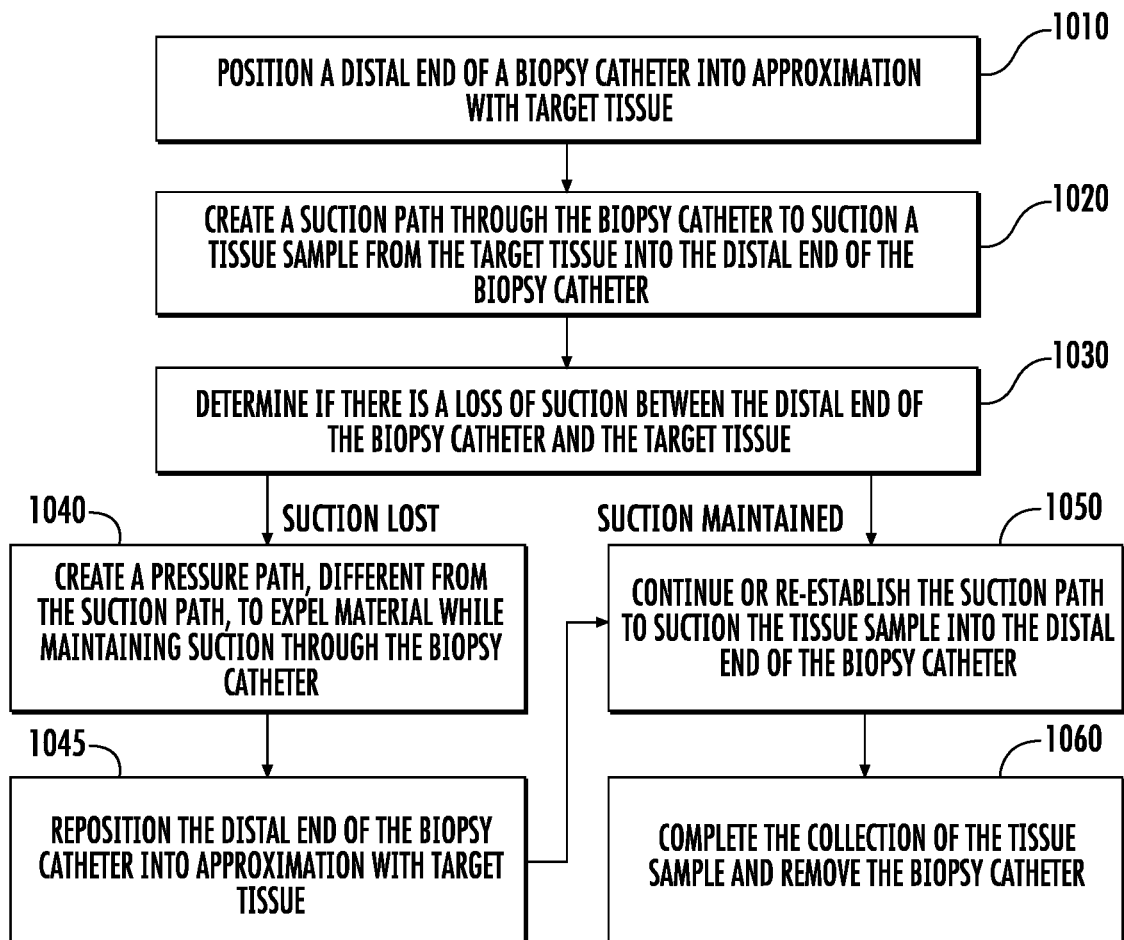 1010
POSITION A DISTAL END OF A BIOPSY CATHETER INTO APPROXIMATION
WITH TARGET TISSUE
1020
CREATE A SUCTION PATH THROUGH THE BIOPSY CATHETER TO SUCTION A
TISSUE SAMPLE FROM THE TARGET TISSUE INTO THE DISTAL END OF THE
BIOPSY CATHETER
1030
DETERMINE IF THERE IS A LOSS OF SUCTION BETWEEN THE DISTAL END OF
THE BIOPSY CATHETER AND THE TARGET TISSUE
1040
SUCTION LOST
CREATE A PRESSURE PATH, DIFFERENT FROM
THE SUCTION PATH, TO EXPEL MATERIAL WHILE
MAINTAINING SUCTION THROUGH THE BIOPSY
CATHETER
1045
REPOSITION THE DISTAL END OF THE BIOPSY
CATHETER INTO APPROXIMATION WITH TARGET
TISSUE
SUCTION MAINTAINED
1050
CONTINUE OR RE-ESTABLISH THE SUCTION PATH
TO SUCTION THE TISSUE SAMPLE INTO THE DISTAL
END OF THE BIOPSY CATHETER
1060
COMPLETE THE COLLECTION OF THE TISSUE
SAMPLE AND REMOVE THE BIOPSY CATHETER